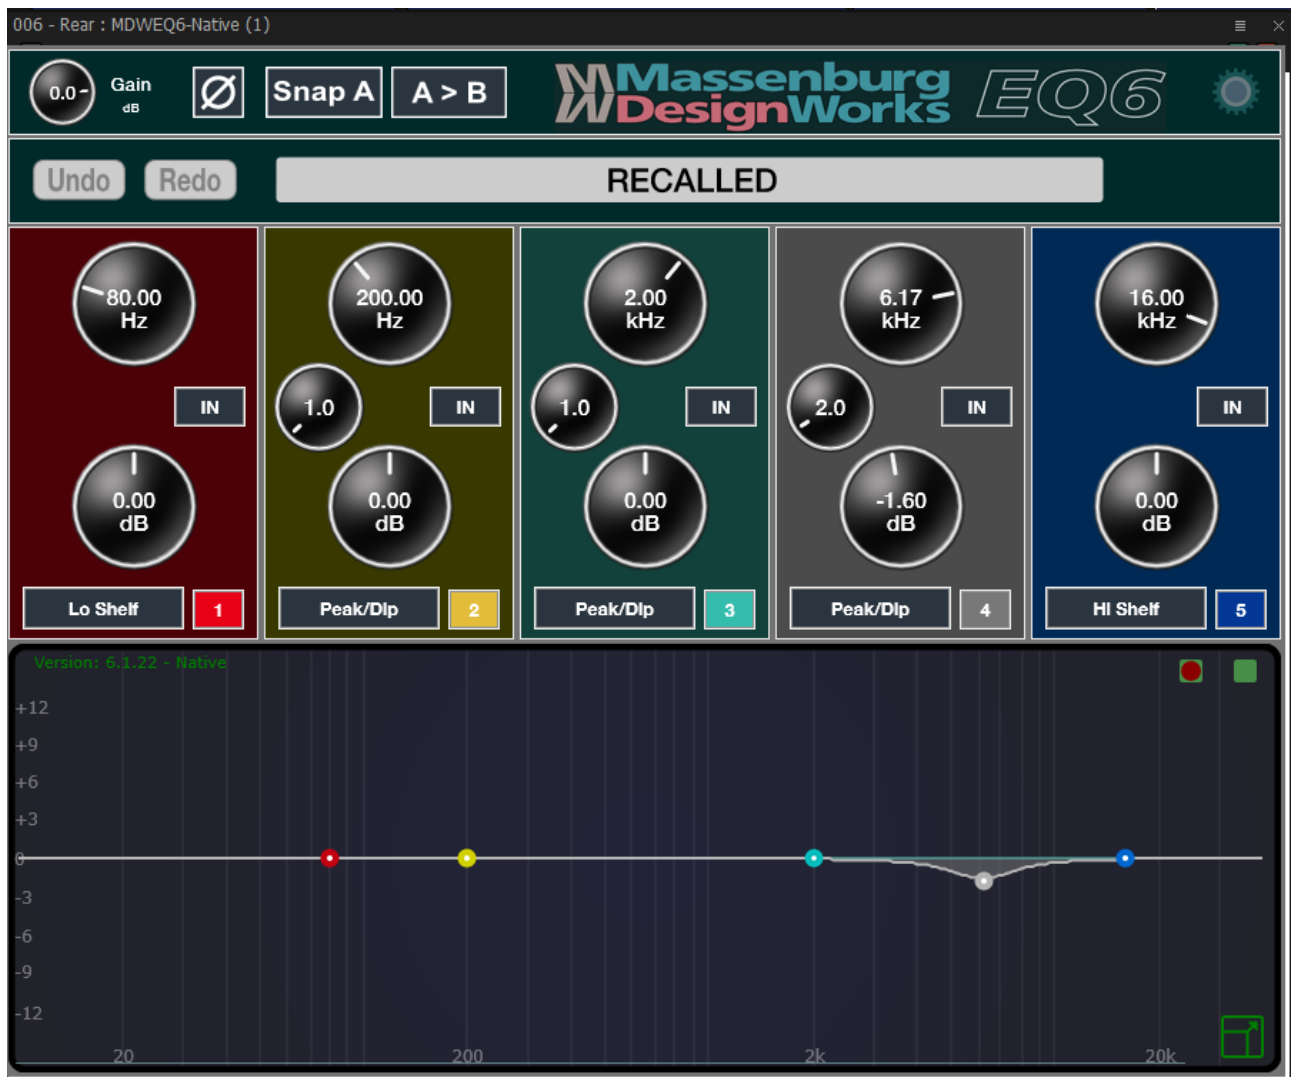 006 - Rear : MDWEQ6-Native (1)
0.0
Gain
dB
Ø
Snap A
A > B
Massenburg
DesignWorks
EQ6
Undo
Redo
RECALLED
80.00
Hz
IN
0.00
dB
Lo Shelf
1
200.00
Hz
1.0
IN
0.00
dB
Peak/Dip
2
2.00
kHz
1.0
IN
0.00
dB
Peak/Dip
3
6.17
kHz
2.0
IN
-1.60
dB
Peak/Dip
4
16.00
kHz
IN
0.00
dB
HI Shelf
5
Version: 6.1.22 - Native
+12
+9
+6
+3
0
-3
-6
-9
-12
20
200
2k
20k